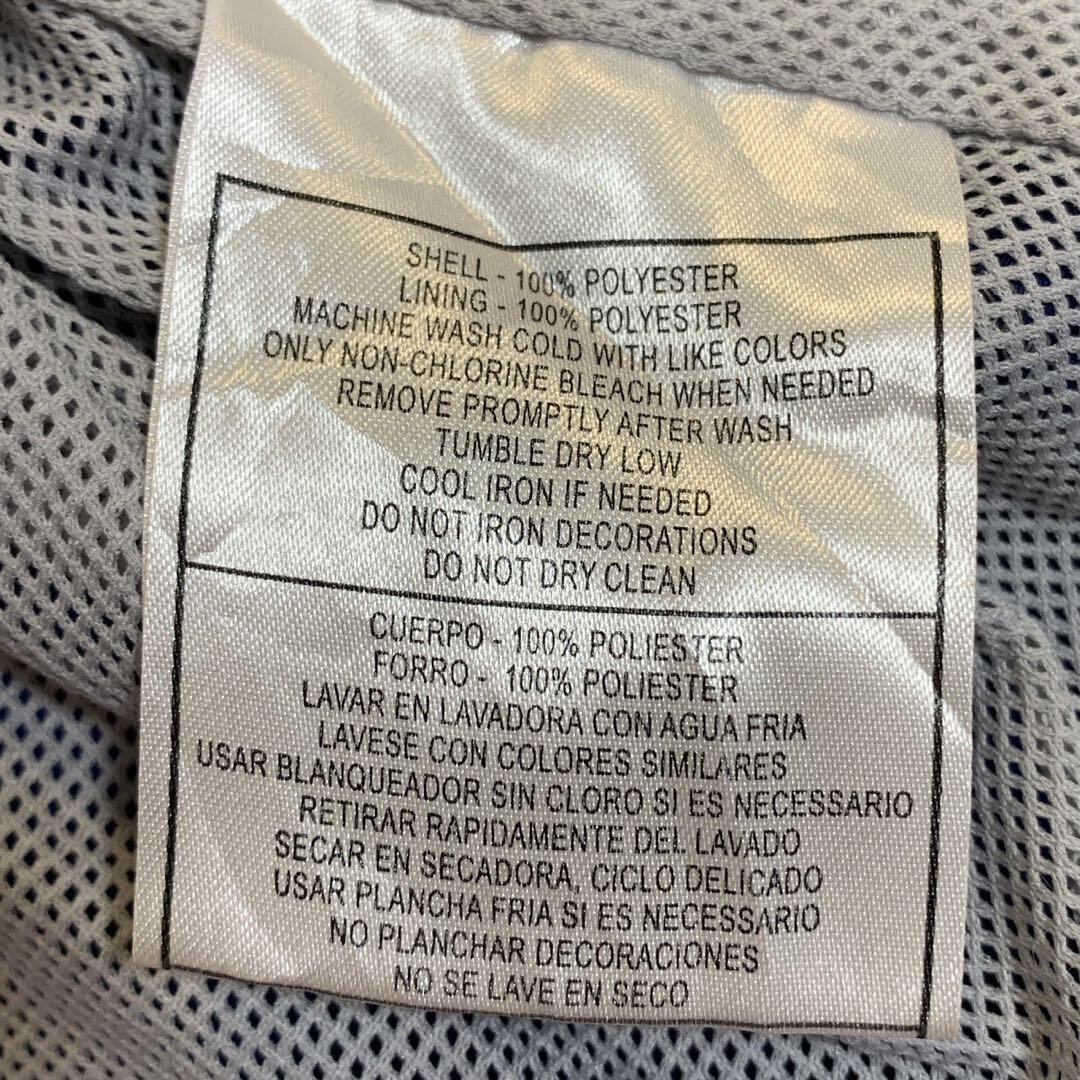 SHELL - 100% POLYESTER
LINING - 100% POLYESTER
MACHINE WASH COLD WITH LIKE COLORS
ONLY NON-CHLORINE BLEACH WHEN NEEDED
REMOVE PROMPTLY AFTER WASH
TUMBLE DRY LOW
COOL IRON IF NEEDED
DO NOT IRON DECORATIONS
DO NOT DRY CLEAN
CUERPO - 100% POLIESTER
FORRO - 100% POLIESTER
LAVAR EN LAVADORA CON AGUA FRIA
LAVESE CON COLORES SIMILARES
USAR BLANQUEADOR SIN CLORO SI ES NECESSARIO
RETIRAR RAPIDAMENTE DEL LAVADO
SECAR EN SECADORA, CICLO DELICADO
USAR PLANCHA FRIA SI ES NECESSARIO
NO PLANCHAR DECORACIONES
NO SE LAVE EN SECO